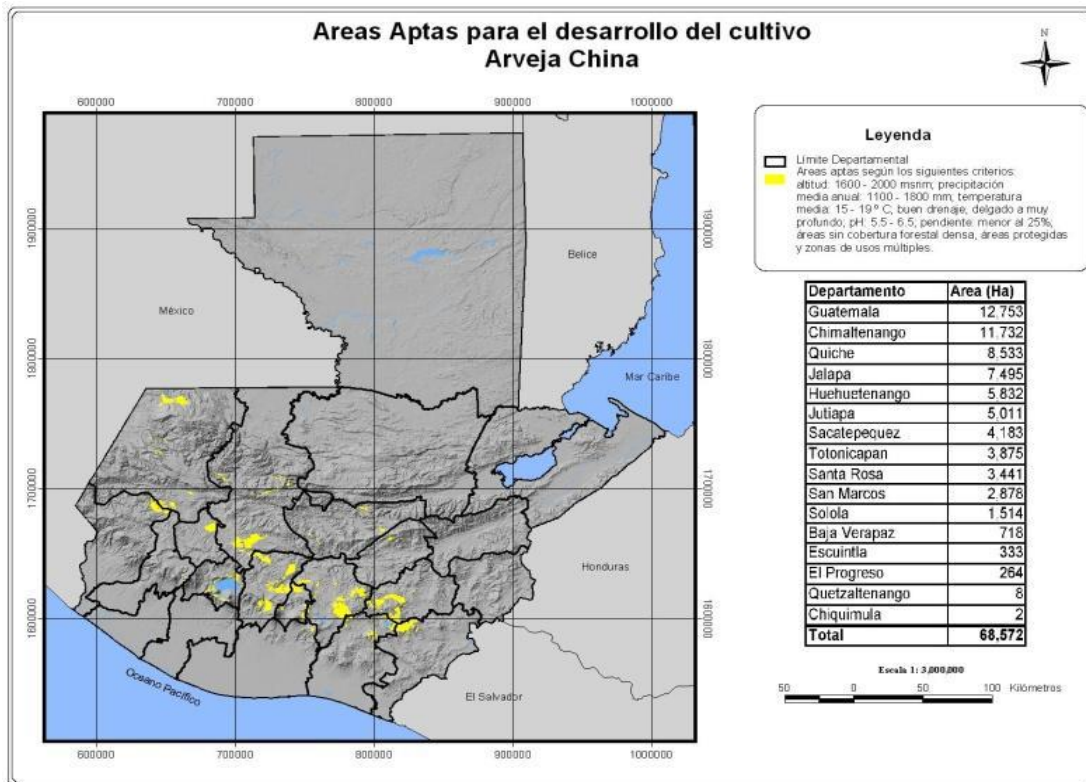 Areas Aptas para el desarrollo del cultivo
Arveja China
N
600000 700000 800000 900000 1000000
1900000
1800000
1700000
1600000
México
Belice
Mar Caribe
Honduras
El Salvador
Oceano Pacífico
1900000
1800000
1700000
1600000
600000 700000 800000 900000 1000000
Leyenda
Límite Departamental
Areas aptas según los siguientes criterios:
altitud: 1600 - 2000 msnm; precipitación
media anual: 1100 - 1800 mm; temperatura
media: 15 - 19 º C; buen drenaje, delgado a muy
profundo; pH: 5.5 - 6.5; pendiente: menor al 25%;
áreas sin cobertura forestal densa, áreas protegidas
y zonas de usos múltiples.
Departamento Area (Ha)
Guatemala 12,753
Chimaltenango 11,732
Quiche 8,533
Jalapa 7,495
Huehuetenango 5,832
Jutiapa 5,011
Sacatepequez 4,183
Totonicapan 3,875
Santa Rosa 3,441
San Marcos 2,878
Solola 1,514
Baja Verapaz 718
Escuintla 333
El Progreso 264
Quetzaltenango 8
Chiquimula 2
Total 68,572
Escala 1: 3,000,000
50 0 50 100 Kilómetros